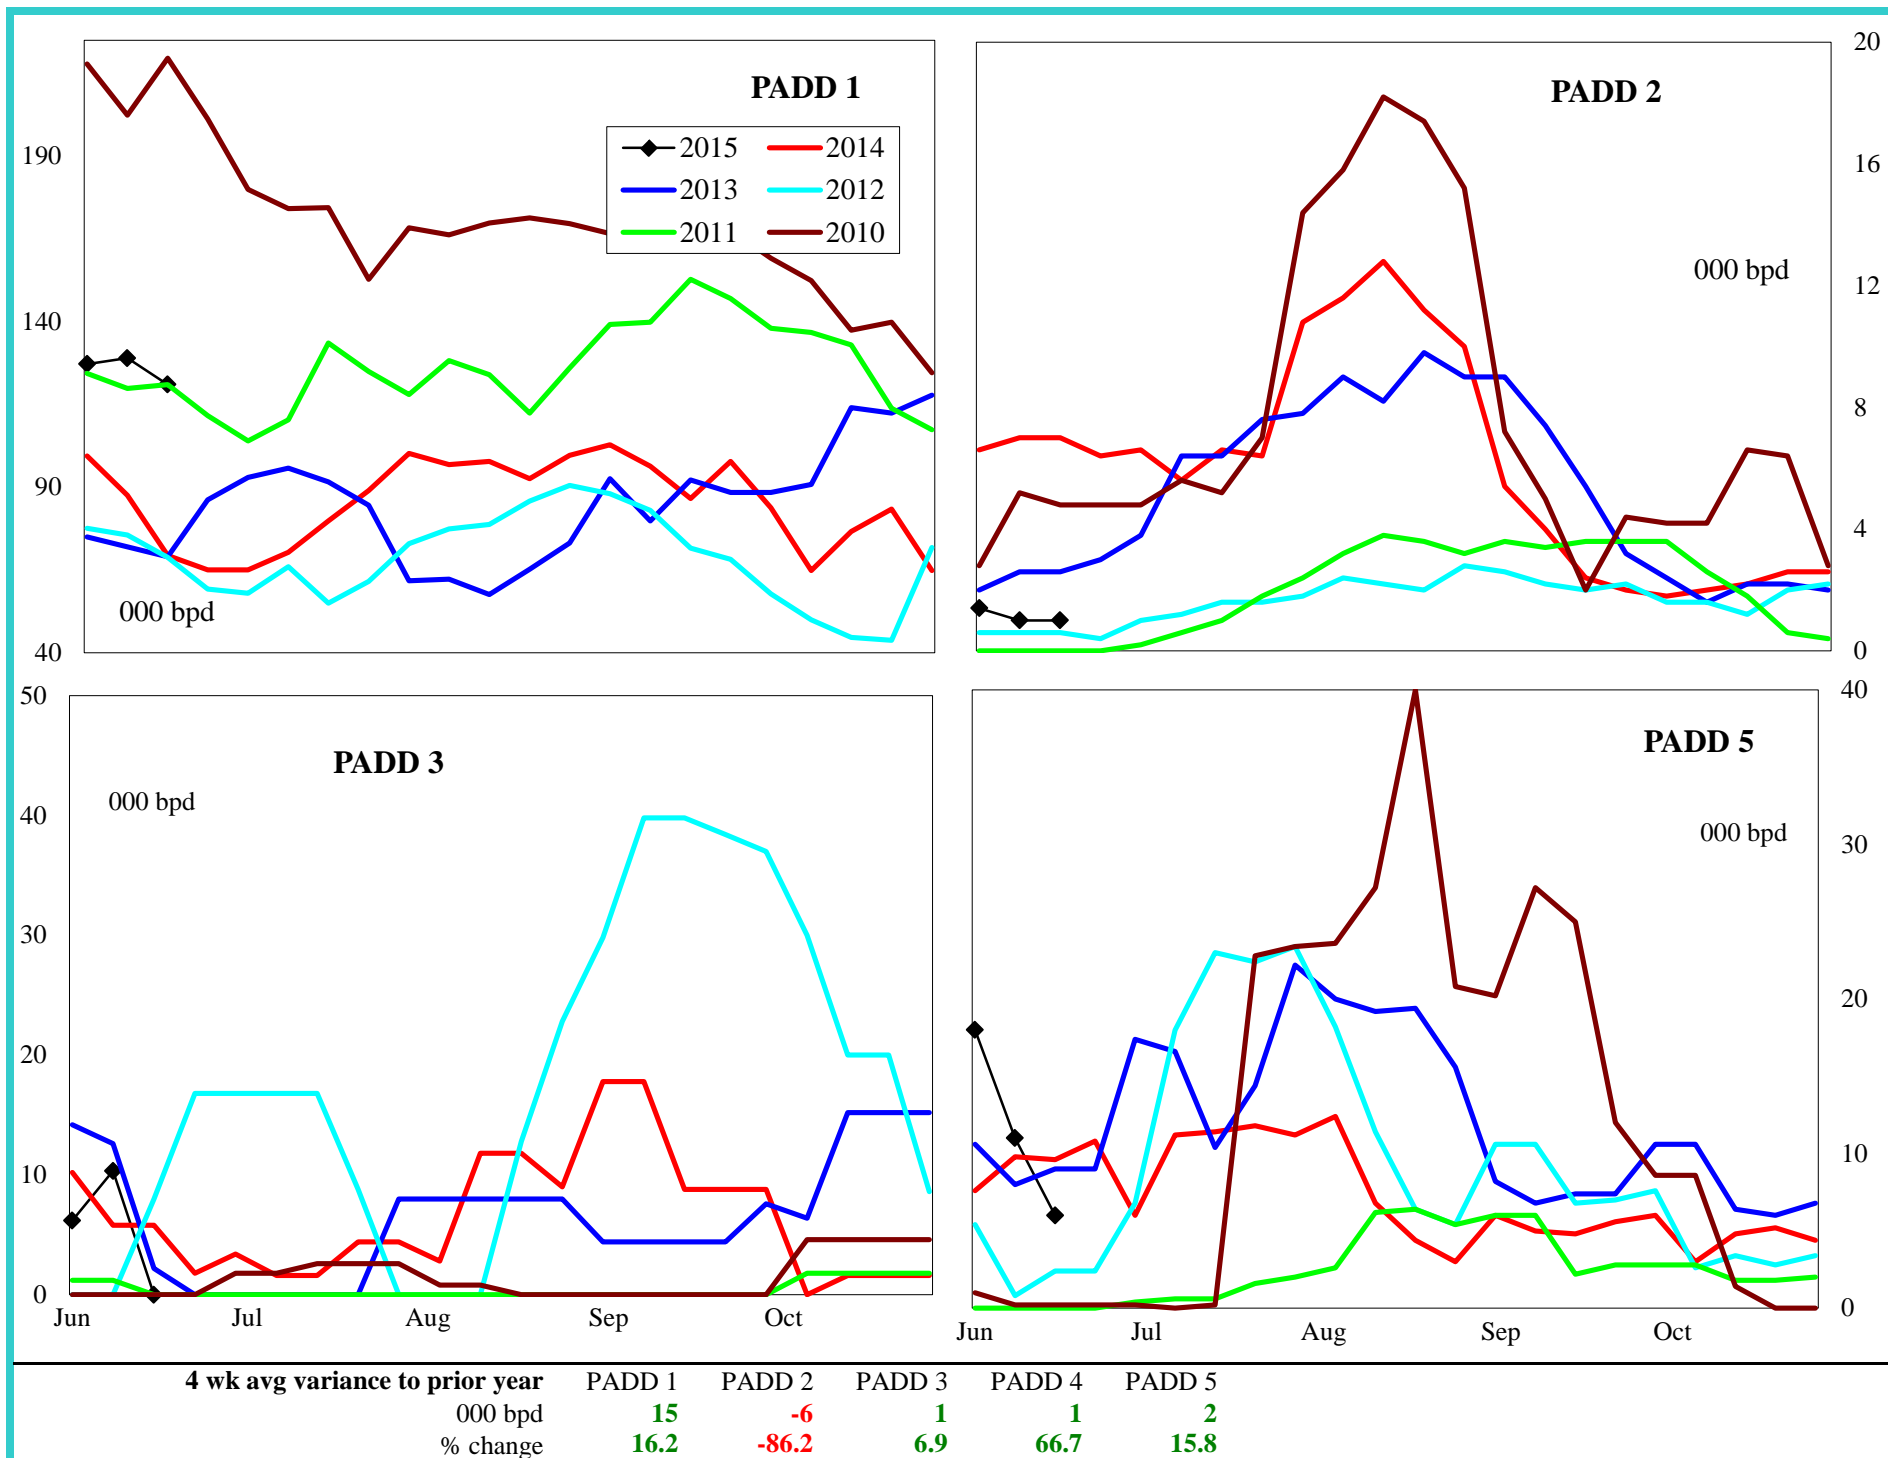 PADD 1
190
140
90
40
2015 2014
2013 2012
2011 2010
000 bpd
PADD 2
000 bpd
20
16
12
8
4
0
PADD 3
000 bpd
50
40
30
20
10
0
Jun Jul Aug Sep Oct
PADD 5
000 bpd
40
30
20
10
0
Jun Jul Aug Sep Oct
4 wk avg variance to prior year PADD 1 PADD 2 PADD 3 PADD 4 PADD 5
000 bpd 15 -6 1 1 2
% change 16.2 -86.2 6.9 66.7 15.8